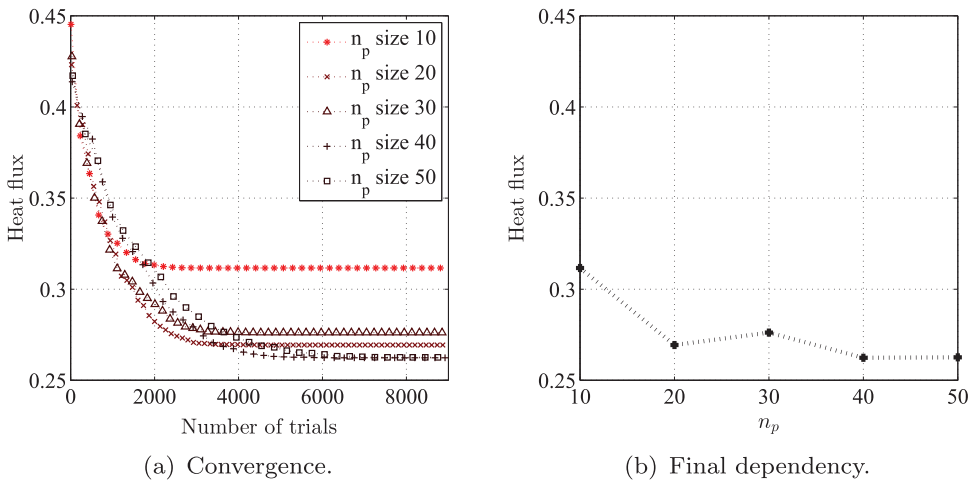 0.45
0.4
0.35
0.3
0.25
Heat flux
0
2000
4000
6000
8000
Number of trials
n_p size 10
n_p size 20
n_p size 30
n_p size 40
n_p size 50
(a) Convergence.
0.45
0.4
0.35
0.3
0.25
Heat flux
10
20
30
40
50
n_p
(b) Final dependency.